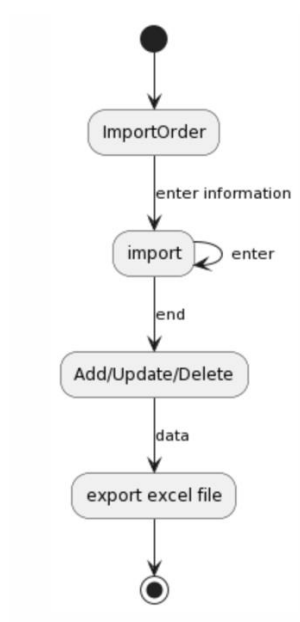 ImportOrder
enter information
import
enter
end
Add/Update/Delete
data
export excel file